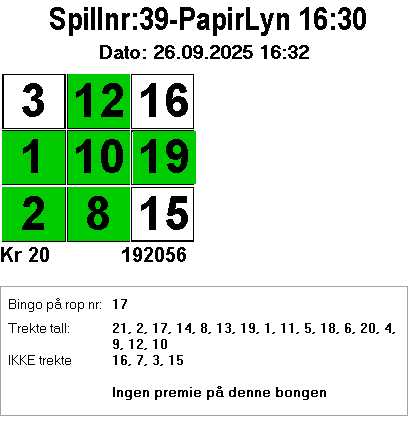 Spillnr:39-PapirLyn 16:30
Dato: 26.09.2025 16:32
3 12 16
1 10 19
2 8 15
Kr 20 192056
Bingo på rop nr: 17
Trekte tall: 21, 2, 17, 14, 8, 13, 19, 1, 11, 5, 18, 6, 20, 4,
9, 12, 10
IKKE trekte 16, 7, 3, 15
Ingen premie på denne bongen